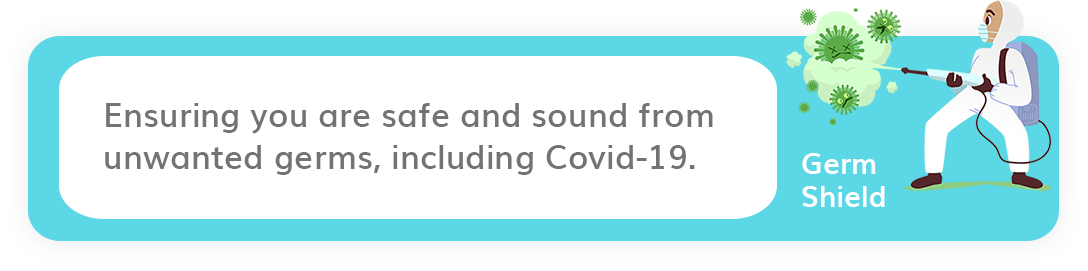 Ensuring you are safe and sound from
unwanted germs, including Covid-19.
Germ
Shield